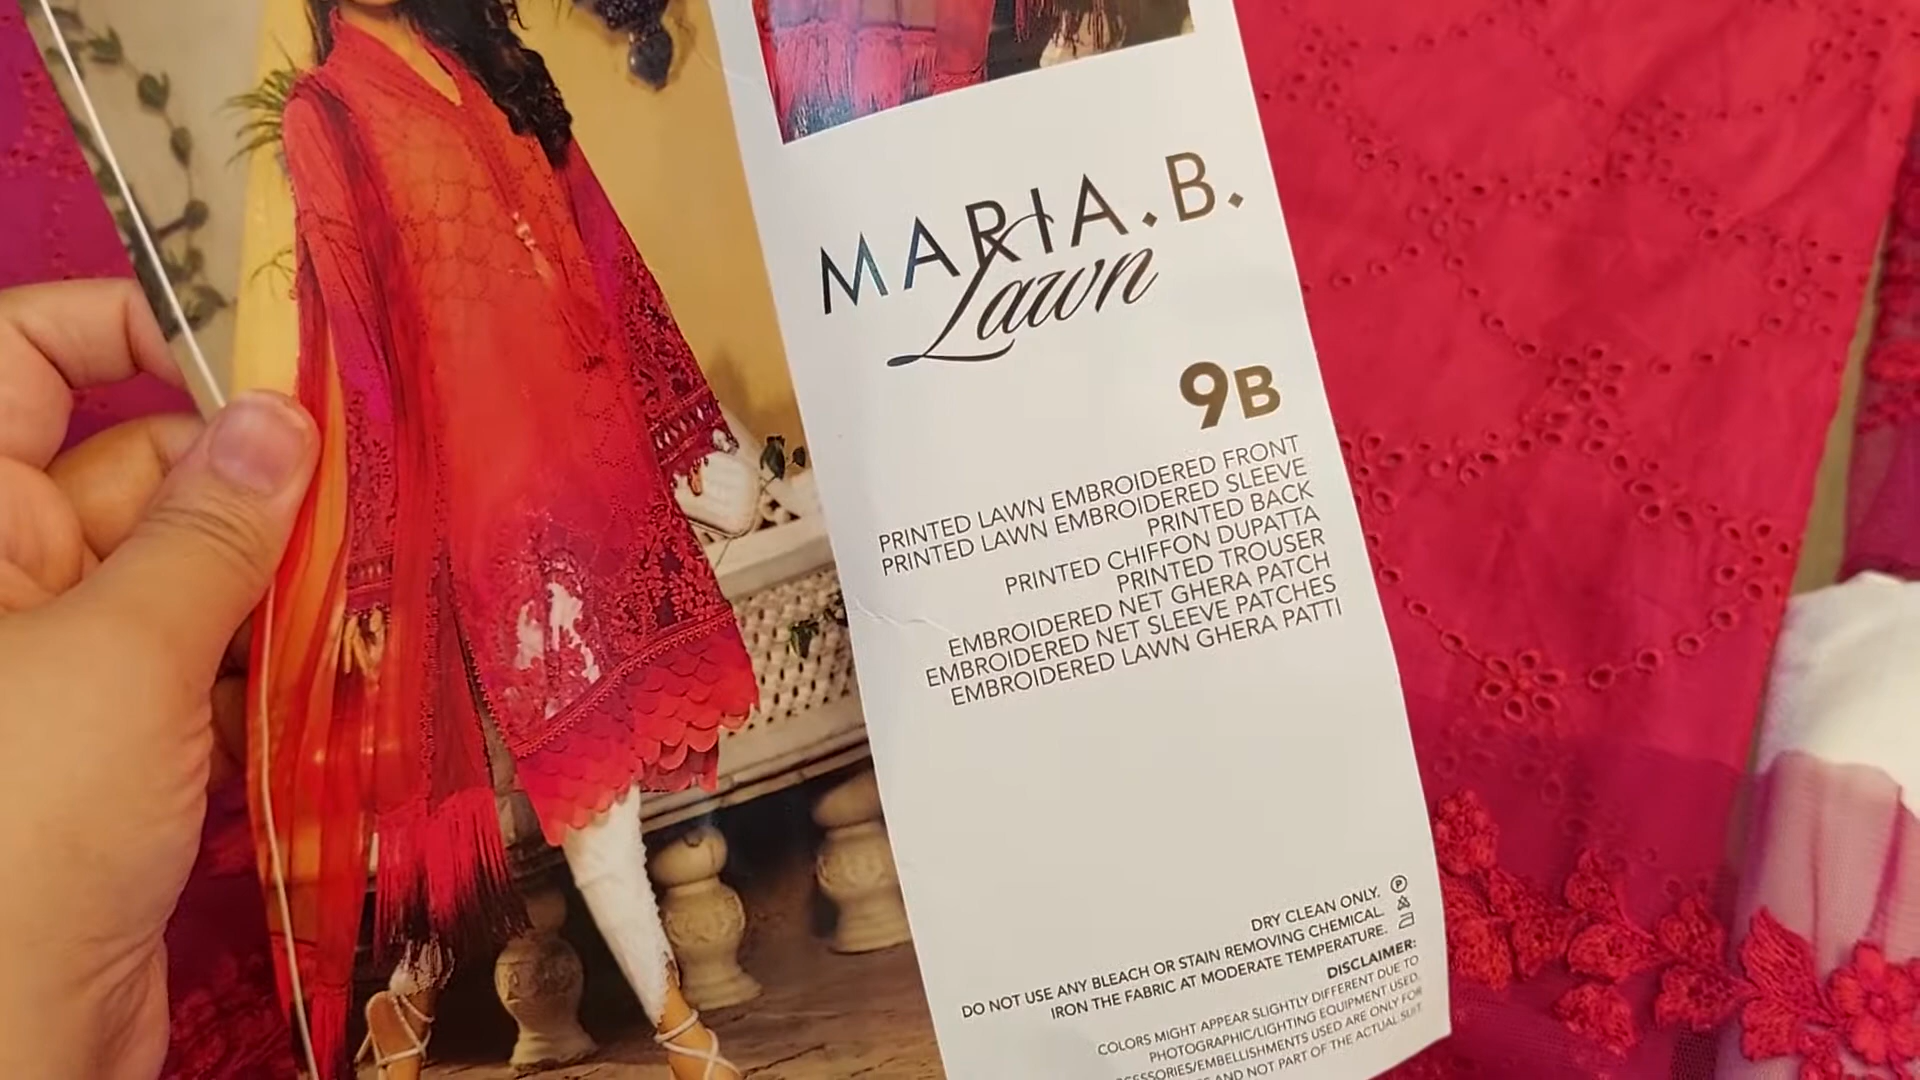 MARIA.B.
Lawn
9B
PRINTED LAWN EMBROIDERED FRONT
PRINTED LAWN EMBROIDERED SLEEVE
PRINTED BACK
PRINTED CHIFFON DUPATTA
PRINTED TROUSER
EMBROIDERED NET GHERA PATCH
EMBROIDERED NET SLEEVE PATCHES
EMBROIDERED LAWN GHERA PATTI
DRY CLEAN ONLY.
DO NOT USE ANY BLEACH OR STAIN REMOVING CHEMICAL.
IRON THE FABRIC AT MODERATE TEMPERATURE.
DISCLAIMER:
COLORS MIGHT APPEAR SLIGHTLY DIFFERENT DUE TO
PHOTOGRAPHIC/LIGHTING EQUIPMENT USED.
EMBELLISHMENTS USED ARE ONLY FOR
AND NOT PART OF THE ACTUAL SUIT.